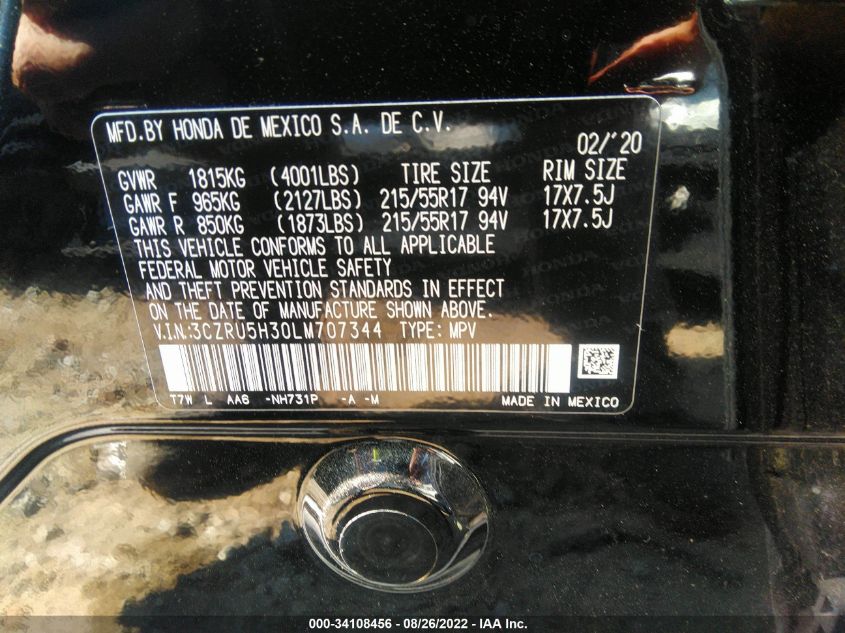 MFD.BY HONDA DE MEXICO S.A. DE C.V.
02/'20
GVWR 1815KG (4001LBS) TIRE SIZE RIM SIZE
GAWR F 965KG (2127LBS) 215/55R17 94V 17X7.5J
GAWR R 850KG (1873LBS) 215/55R17 94V 17X7.5J
THIS VEHICLE CONFORMS TO ALL APPLICABLE
FEDERAL MOTOR VEHICLE SAFETY
AND THEFT PREVENTION STANDARDS IN EFFECT
ON THE DATE OF MANUFACTURE SHOWN ABOVE.
V.I.N:3CZRU5H30LM707344 TYPE: MPV
T7W L AA6 -NH731P -A -M MADE IN MEXICO
000-34108456 - 08/26/2022 - IAA Inc.